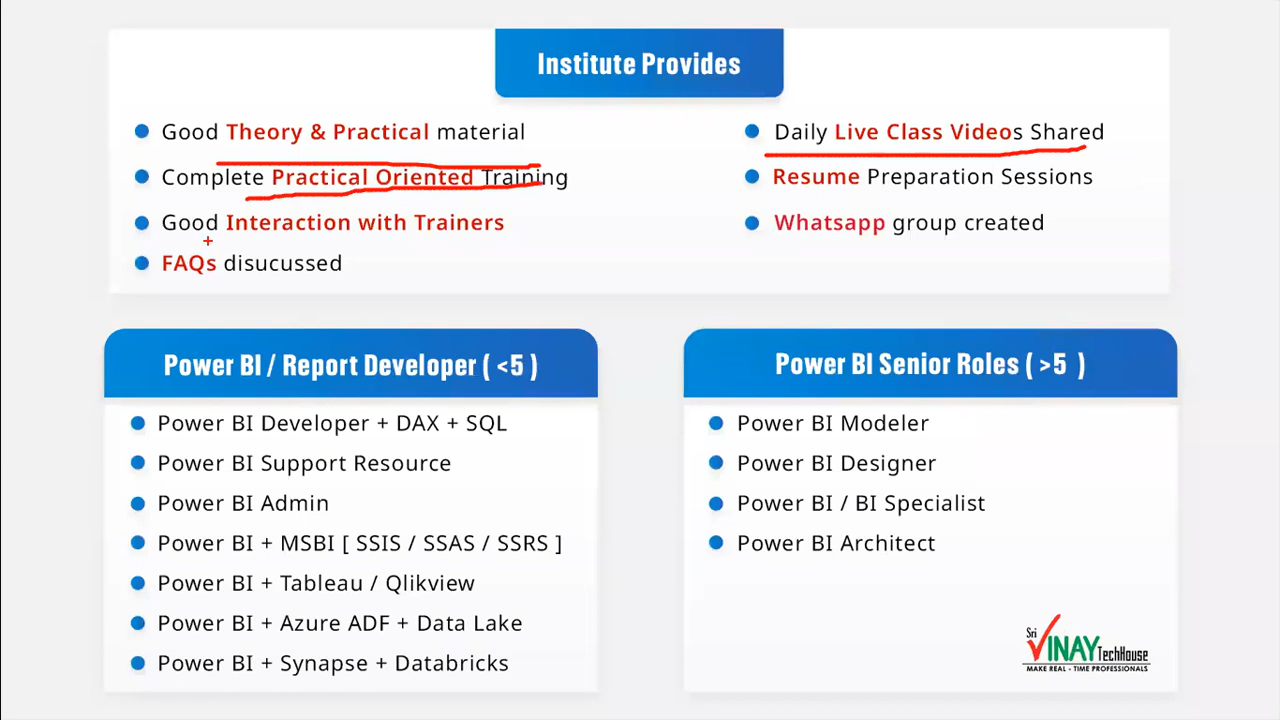 Institute Provides
Good Theory & Practical material
Complete Practical Oriented Training
Good Interaction with Trainers
FAQs disucussed
Daily Live Class Videos Shared
Resume Preparation Sessions
Whatsapp group created
Power BI / Report Developer ( <5 )
Power BI Developer + DAX + SQL
Power BI Support Resource
Power BI Admin
Power BI + MSBI [ SSIS / SSAS / SSRS ]
Power BI + Tableau / Qlikview
Power BI + Azure ADF + Data Lake
Power BI + Synapse + Databricks
Power BI Senior Roles ( >5 )
Power BI Modeler
Power BI Designer
Power BI / BI Specialist
Power BI Architect
Sri
VINAY TechHouse
MAKE REAL - TIME PROFESSIONALS